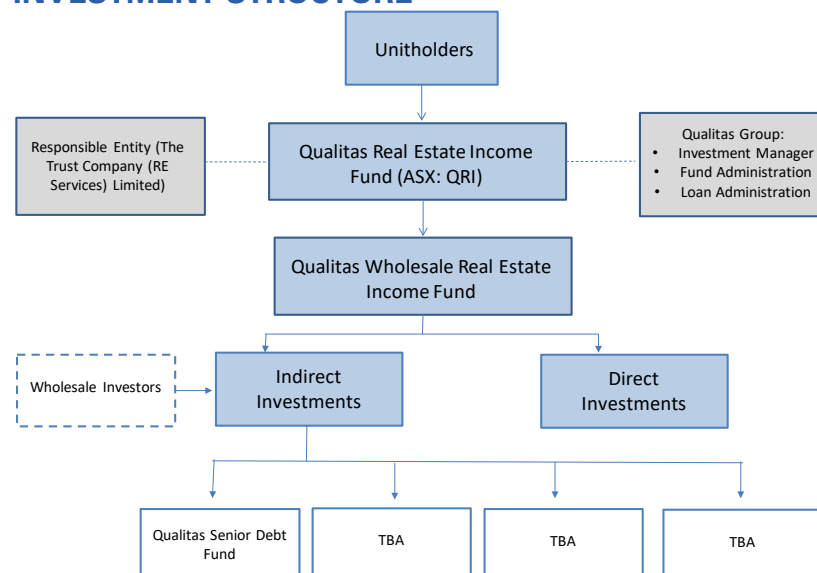 INVESTMENT STRUCTURE
Unitholders
Responsible Entity (The
Trust Company (RE
Services) Limited)
Qualitas Real Estate Income
Fund (ASX: QRI)
Qualitas Group:
• Investment Manager
• Fund Administration
• Loan Administration
Qualitas Wholesale Real Estate
Income Fund
Wholesale Investors
Indirect
Investments
Direct
Investments
Qualitas Senior Debt
Fund
TBA
TBA
TBA